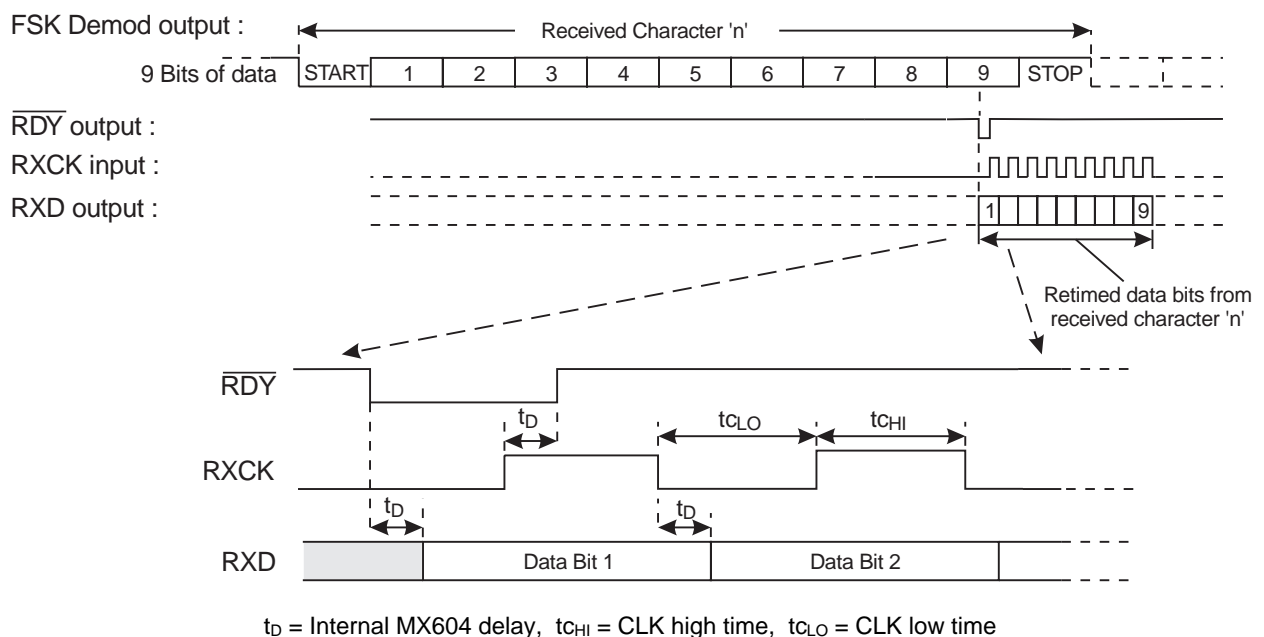 FSK Demod output :
Received Character 'n'
9 Bits of data START 1 2 3 4 5 6 7 8 9 STOP
RDY output :
RXCK input :
RXD output :
1 9
Retimed data bits from
received character 'n'
RDY
tD tcLO tcHI
RXCK
tD tD
RXD Data Bit 1 Data Bit 2
tD = Internal MX604 delay, tcHI = CLK high time, tcLO = CLK low time